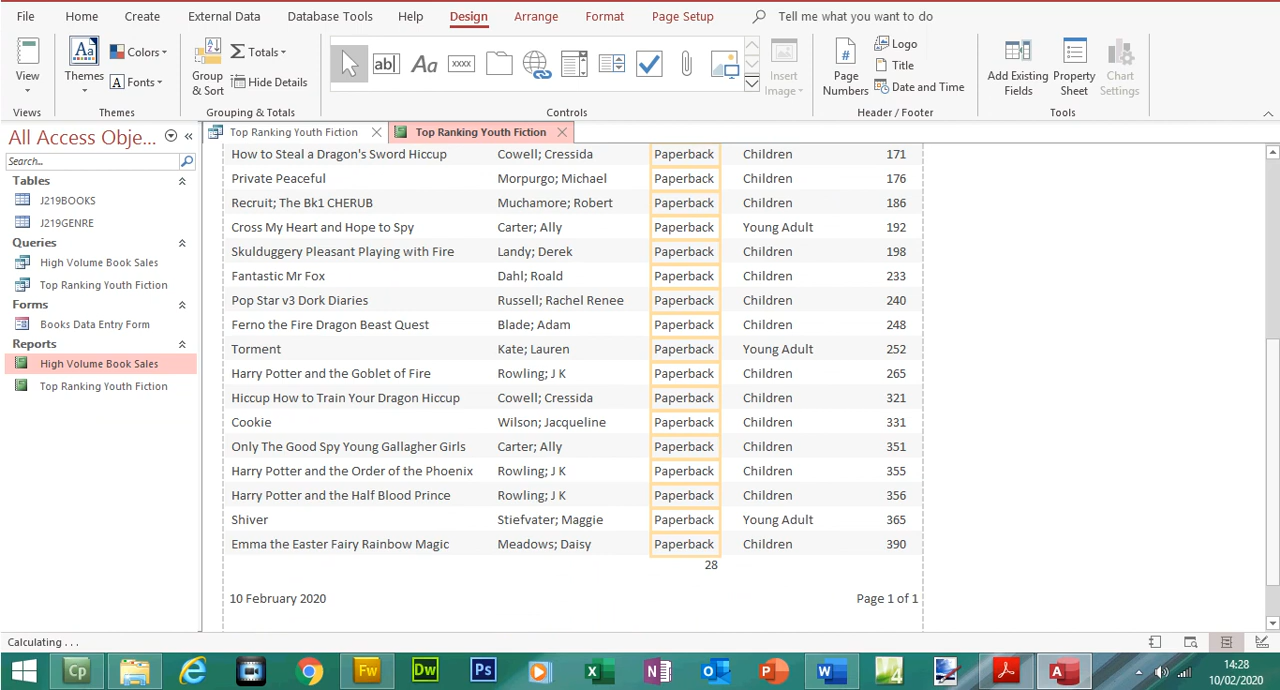 File Home Create External Data Database Tools Help Design Arrange Format Page Setup Tell me what you want to do
View
Themes
Aa
Colors
A Fonts
Group & Sort
Σ Totals
Hide Details
ab|
Aa
xxxx
Insert Image
#
Page Numbers
Logo
Title
Date and Time
Add Existing Fields
Property Sheet
Chart Settings
Views Themes Grouping & Totals Controls Header / Footer Tools
All Access Obje... «
Search...
Tables
J219BOOKS
J219GENRE
Queries
High Volume Book Sales
Top Ranking Youth Fiction
Forms
Books Data Entry Form
Reports
High Volume Book Sales
Top Ranking Youth Fiction
Top Ranking Youth Fiction Top Ranking Youth Fiction
How to Steal a Dragon's Sword Hiccup Cowell; Cressida Paperback Children 171
Private Peaceful Morpurgo; Michael Paperback Children 176
Recruit; The Bk1 CHERUB Muchamore; Robert Paperback Children 186
Cross My Heart and Hope to Spy Carter; Ally Paperback Young Adult 192
Skulduggery Pleasant Playing with Fire Landy; Derek Paperback Children 198
Fantastic Mr Fox Dahl; Roald Paperback Children 233
Pop Star v3 Dork Diaries Russell; Rachel Renee Paperback Children 240
Ferno the Fire Dragon Beast Quest Blade; Adam Paperback Children 248
Torment Kate; Lauren Paperback Young Adult 252
Harry Potter and the Goblet of Fire Rowling; J K Paperback Children 265
Hiccup How to Train Your Dragon Hiccup Cowell; Cressida Paperback Children 321
Cookie Wilson; Jacqueline Paperback Children 331
Only The Good Spy Young Gallagher Girls Carter; Ally Paperback Children 351
Harry Potter and the Order of the Phoenix Rowling; J K Paperback Children 355
Harry Potter and the Half Blood Prince Rowling; J K Paperback Children 356
Shiver Stiefvater; Maggie Paperback Young Adult 365
Emma the Easter Fairy Rainbow Magic Meadows; Daisy Paperback Children 390
28
10 February 2020 Page 1 of 1
Calculating . . .
Cp Fw Dw Ps X N O P W 4 A
14:28
10/02/2020